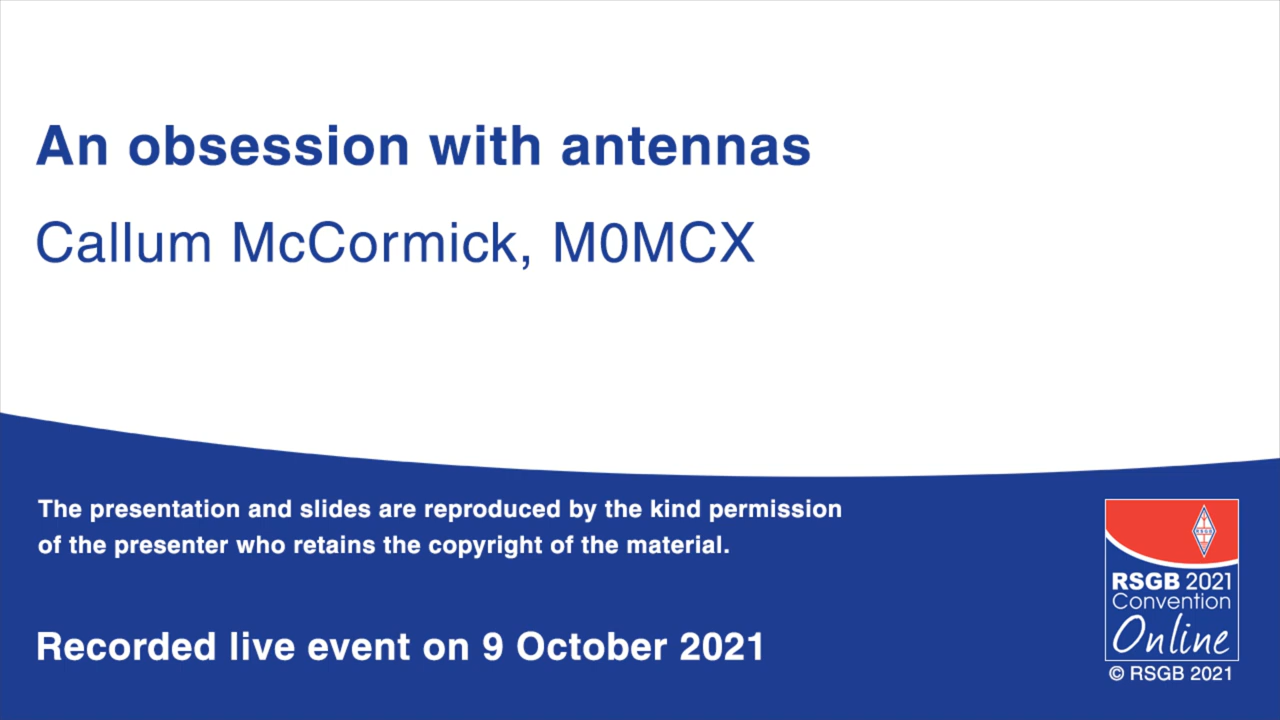 An obsession with antennas
Callum McCormick, M0MCX
The presentation and slides are reproduced by the kind permission
of the presenter who retains the copyright of the material.
Recorded live event on 9 October 2021
RSGB
RSGB 2021
Convention
Online
© RSGB 2021